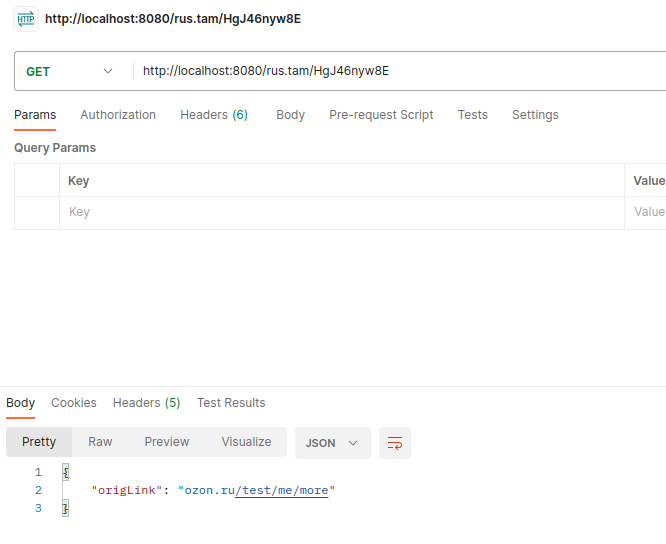 HTTP http://localhost:8080/rus.tam/HgJ46nyw8E
GET http://localhost:8080/rus.tam/HgJ46nyw8E
Params Authorization Headers (6) Body Pre-request Script Tests Settings
Query Params
Key Value
Key Value
Body Cookies Headers (5) Test Results
Pretty Raw Preview Visualize JSON
1 {
2 "origLink": "ozon.ru/test/me/more"
3 }